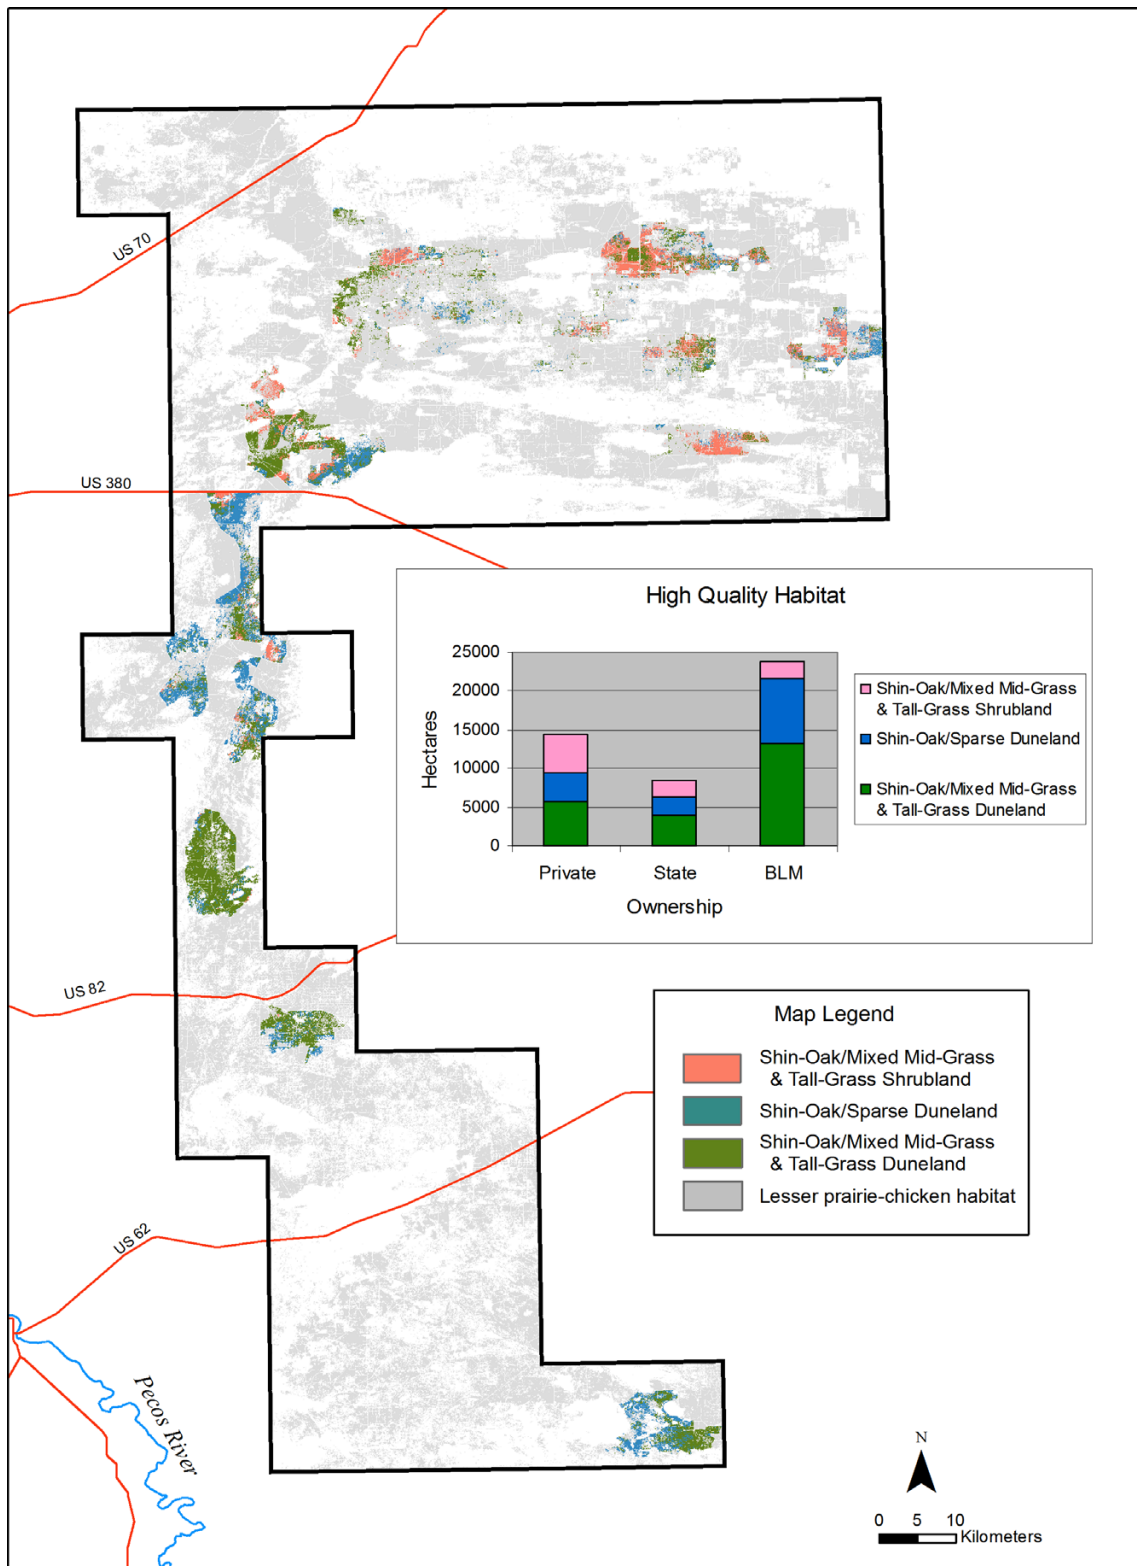 US 70
US 380
High Quality Habitat
25000
20000
15000
10000
5000
0
Hectares
Private
State
BLM
Ownership
Shin-Oak/Mixed Mid-Grass
& Tall-Grass Shrubland
Shin-Oak/Sparse Duneland
Shin-Oak/Mixed Mid-Grass
& Tall-Grass Duneland
US 82
Map Legend
Shin-Oak/Mixed Mid-Grass
& Tall-Grass Shrubland
Shin-Oak/Sparse Duneland
Shin-Oak/Mixed Mid-Grass
& Tall-Grass Duneland
Lesser prairie-chicken habitat
US 62
Pecos River
N
0 5 10
Kilometers